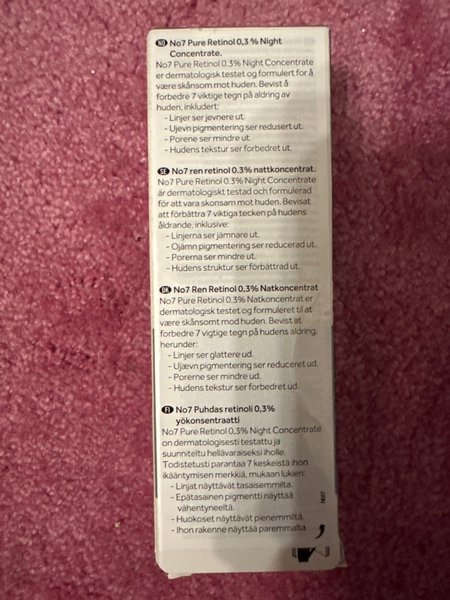 NO No7 Pure Retinol 0,3 % Night
Concentrate.
No7 Pure Retinol 0.3% Night Concentrate
er dermatologisk testet og formulert for å
være skånsom mot huden. Bevist å
forbedre 7 viktige tegn på aldring av
huden, inkludert:
- Linjer ser jevnere ut.
- Ujevn pigmentering ser redusert ut.
- Porene ser mindre ut.
- Hudens tekstur ser forbedret ut.
SE No7 ren retinol 0.3% nattkoncentrat.
No7 Pure Retinol 0.3% Night Concentrate
är dermatologiskt testad och formulerad
för att vara skonsam mot huden. Bevisat
att förbättra 7 viktiga tecken på hudens
åldrande, inklusive:
- Linjerna ser jämnare ut.
- Ojämn pigmentering ser reducerad ut.
- Porerna ser mindre ut.
- Hudens struktur ser förbättrad ut.
DK No7 Ren Retinol 0,3% Natkoncentrat
No7 Pure Retinol 0,3% Natkoncentrat er
dermatologisk testet og formuleret til at
være skånsomt mod huden. Bevist at
forbedre 7 vigtige tegn på hudens aldring,
herunder:
- Linjer ser glattere ud.
- Ujævn pigmentering ser reduceret ud.
- Porerne ser mindre ud.
- Hudens tekstur ser forbedret ud.
FI No7 Puhdas retinoli 0,3%
yökonsentraatti
No7 Pure Retinol 0,3% Night Concentrate
on dermatologisesti testattu ja
suunniteltu hellävaraiseksi iholle.
Todistetusti parantaa 7 keskeistä ihon
ikääntymisen merkkiä, mukaan lukien:
- Linjat näyttävät tasaisemmilta.
- Epätasainen pigmentti näyttää
vähentyneeltä.
- Huokoset näyttävät pienemmiltä.
- Ihon rakenne näyttää paremmalta.